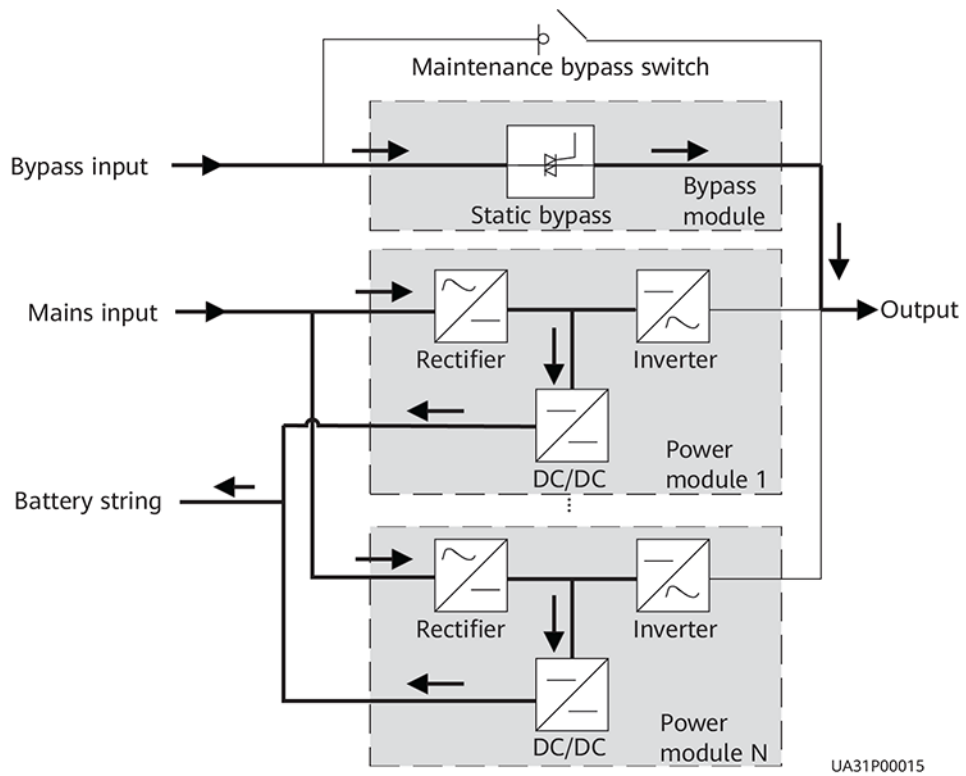 Maintenance bypass switch
Bypass input
Static bypass
Bypass
module
Mains input
Output
Rectifier
Inverter
Power
module 1
DC/DC
Battery string
Rectifier
Inverter
Power
module N
DC/DC
UA31P00015